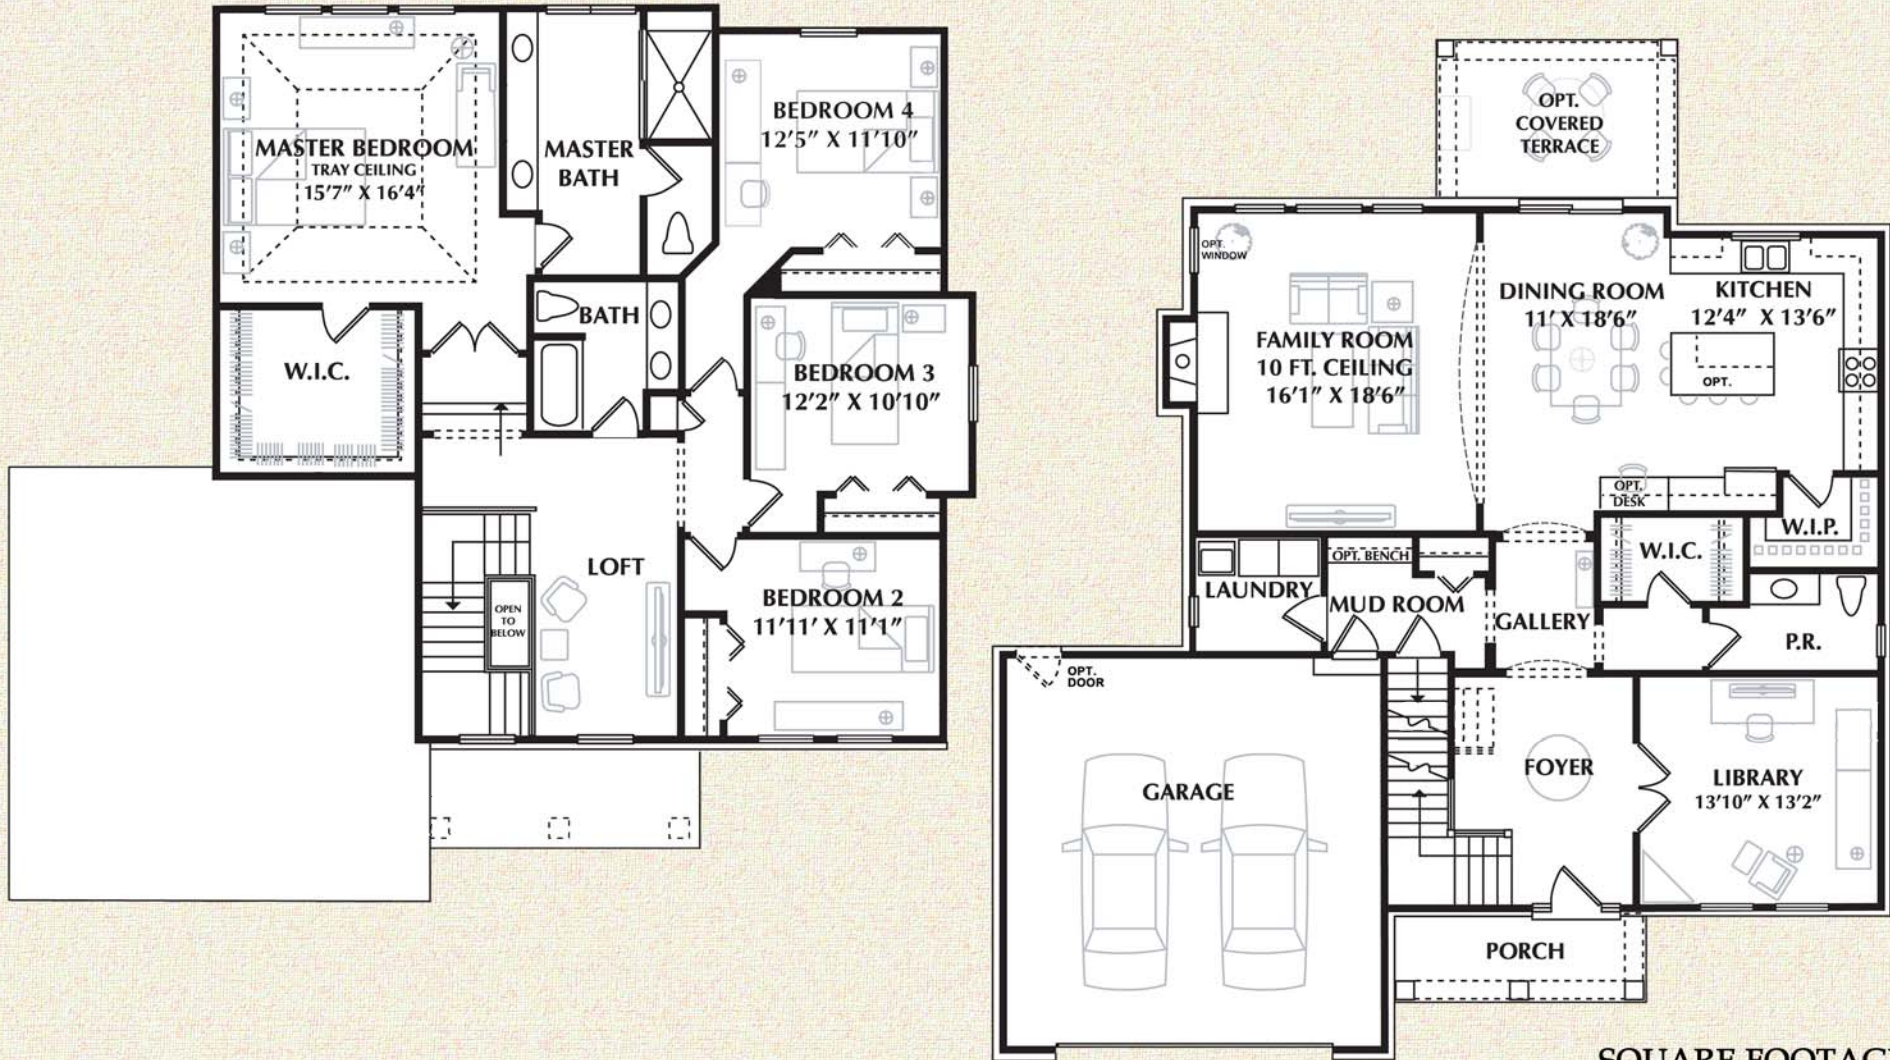 MASTER BEDROOM
TRAY CEILING
15'7" X 16'4"
MASTER
BATH
BEDROOM 4
12'5" X 11'10"
W.I.C.
BATH
BEDROOM 3
12'2" X 10'10"
LOFT
OPEN
TO
BELOW
BEDROOM 2
11'11' X 11'1"
OPT.
COVERED
TERRACE
OPT.
WINDOW
FAMILY ROOM
10 FT. CEILING
16'1" X 18'6"
DINING ROOM
11' X 18'6"
KITCHEN
12'4" X 13'6"
OPT.
OPT.
DESK
W.I.P.
W.I.C.
LAUNDRY
OPT. BENCH
MUD ROOM
GALLERY
P.R.
OPT.
DOOR
GARAGE
FOYER
LIBRARY
13'10" X 13'2"
PORCH